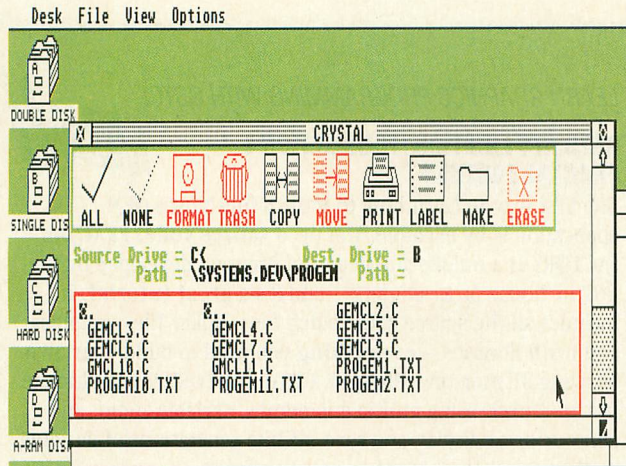 Desk File View Options
A
DOUBLE DISK
CRYSTAL
B
SINGLE DIS
ALL NONE FORMAT TRASH COPY MOVE PRINT LABEL MAKE ERASE
Source Drive = C< Dest. Drive = B
Path = \SYSTEMS.DEV\PROGEM Path =
. .. GEMCL2.C
GEMCL3.C GEMCL4.C GEMCL5.C
GEMCL6.C GEMCL7.C GEMCL9.C
GMCL10.C GMCL11.C PROGEM1.TXT
PROGEM10.TXT PROGEM11.TXT PROGEM2.TXT
C
HARD DISK
D
A-RAM DISK